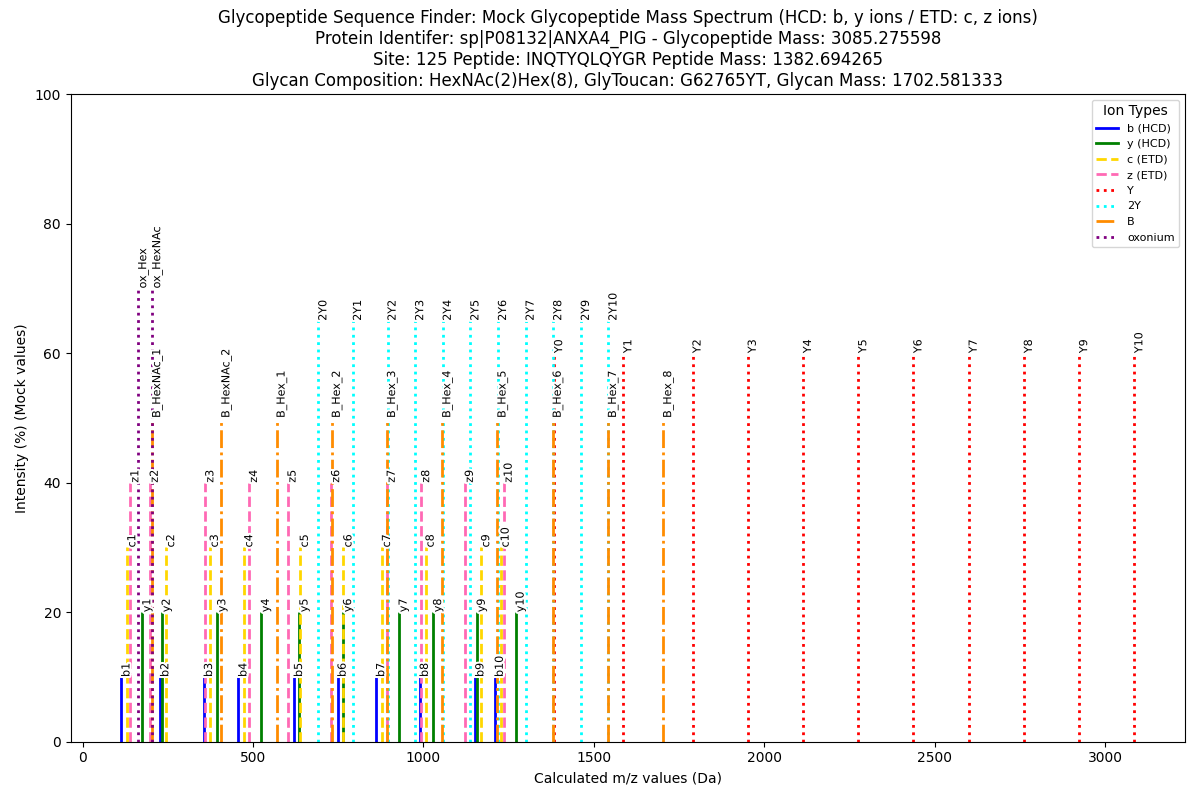 Glycopeptide Sequence Finder: Mock Glycopeptide Mass Spectrum (HCD: b, y ions / ETD: c, z ions)
Protein Identifer: sp|P08132|ANXA4_PIG - Glycopeptide Mass: 3085.275598
Site: 125 Peptide: INQTYQLQYGR Peptide Mass: 1382.694265
Glycan Composition: HexNAc(2)Hex(8), GlyToucan: G62765YT, Glycan Mass: 1702.581333
100
80
60
40
20
0
Intensity (%) (Mock values)
Ion Types
b (HCD)
y (HCD)
c (ETD)
z (ETD)
Y
2Y
B
oxonium
ox_Hex
ox_HexNAc
2Y0
2Y1
2Y2
2Y3
2Y4
2Y5
2Y6
2Y7
2Y8
2Y9
2Y10
Y0
Y1
Y2
Y3
Y4
Y5
Y6
Y7
Y8
Y9
Y10
B_HexNAc_1
B_HexNAc_2
B_Hex_1
B_Hex_2
B_Hex_3
B_Hex_4
B_Hex_5
B_Hex_6
B_Hex_7
B_Hex_8
z1
z2
z3
z4
z5
z6
z7
z8
z9
z10
c1
c2
c3
c4
c5
c6
c7
c8
c9
c10
y1
y2
y3
y4
y5
y6
y7
y8
y9
y10
b1
b2
b3
b4
b5
b6
b7
b8
b9
b10
0
500
1000
1500
2000
2500
3000
Calculated m/z values (Da)